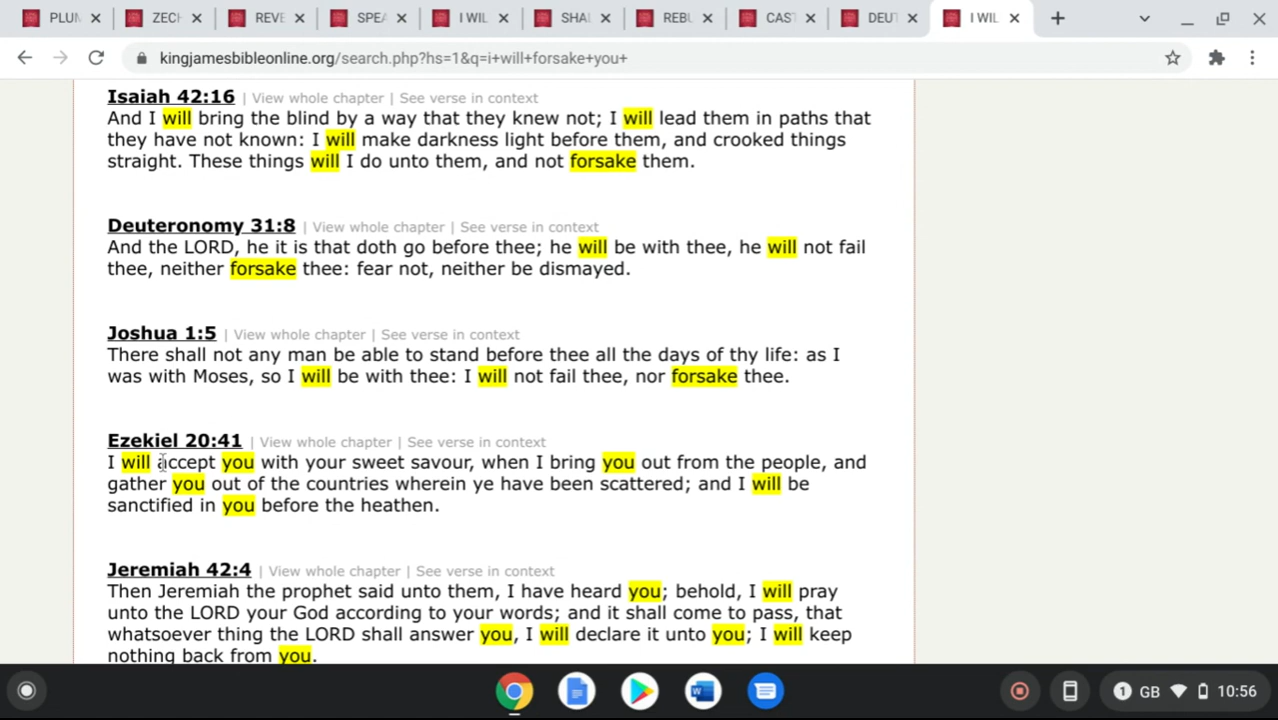 PLUN
ZECH
REVE
SPEA
I WIL
SHAL
REBU
CAST
DEUT
I WIL
kingjamesbibleonline.org/search.php?hs=1&q=i+will+forsake+you+
Isaiah 42:16 | View whole chapter | See verse in context
And I will bring the blind by a way that they knew not; I will lead them in paths that
they have not known: I will make darkness light before them, and crooked things
straight. These things will I do unto them, and not forsake them.
Deuteronomy 31:8 | View whole chapter | See verse in context
And the LORD, he it is that doth go before thee; he will be with thee, he will not fail
thee, neither forsake thee: fear not, neither be dismayed.
Joshua 1:5 | View whole chapter | See verse in context
There shall not any man be able to stand before thee all the days of thy life: as I
was with Moses, so I will be with thee: I will not fail thee, nor forsake thee.
Ezekiel 20:41 | View whole chapter | See verse in context
I will accept you with your sweet savour, when I bring you out from the people, and
gather you out of the countries wherein ye have been scattered; and I will be
sanctified in you before the heathen.
Jeremiah 42:4 | View whole chapter | See verse in context
Then Jeremiah the prophet said unto them, I have heard you; behold, I will pray
unto the LORD your God according to your words; and it shall come to pass, that
whatsoever thing the LORD shall answer you, I will declare it unto you; I will keep
nothing back from you.
1 GB 10:56